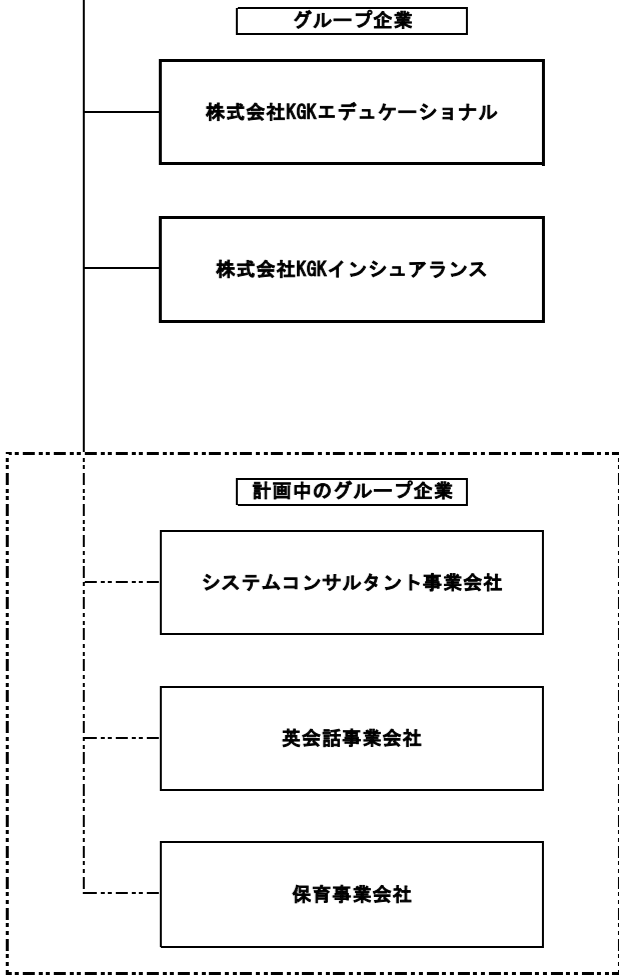 グループ企業
株式会社KGKエデュケーショナル
株式会社KGKインシュアランス
計画中のグループ企業
システムコンサルタント事業会社
英会話事業会社
保育事業会社